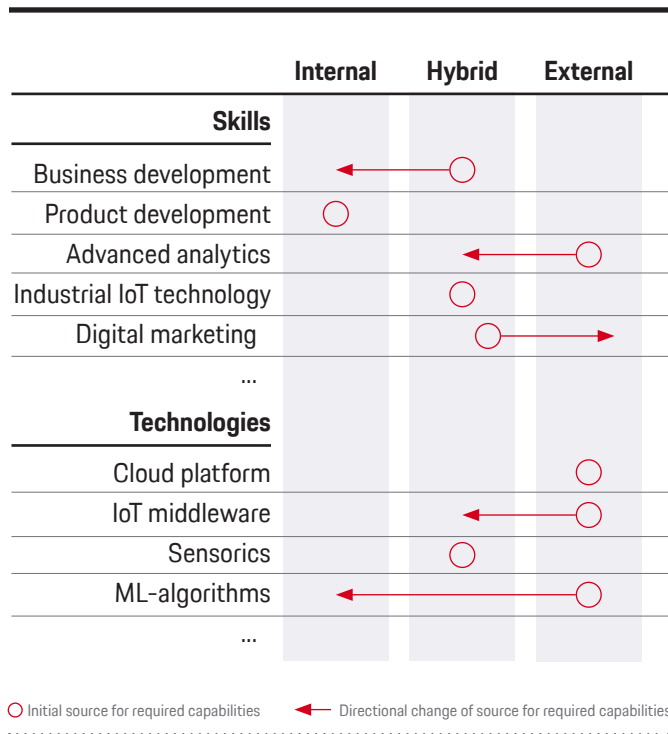 Internal Hybrid External
Skills
Business development
Product development
Advanced analytics
Industrial IoT technology
Digital marketing
...
Technologies
Cloud platform
IoT middleware
Sensorics
ML-algorithms
...
Initial source for required capabilities Directional change of source for required capabilities